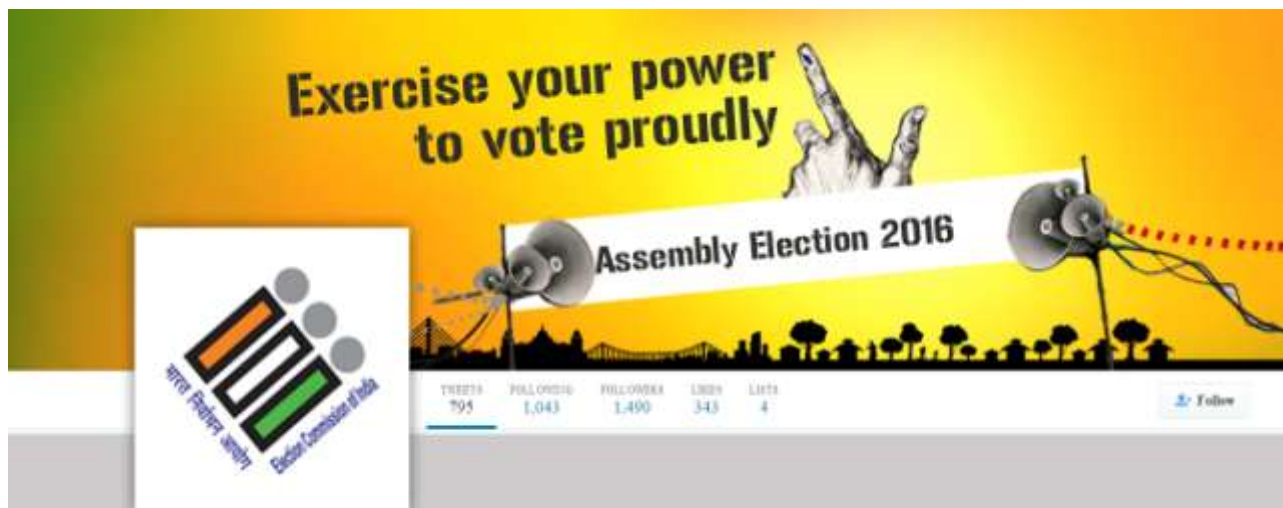 Exercise your power
to vote proudly
Assembly Election 2016
भारत निर्वाचन आयोग
Election Commission of India
TWEETS FOLLOWING FOLLOWERS LIKES LISTS
795 1,043 1,490 343 4
Follow